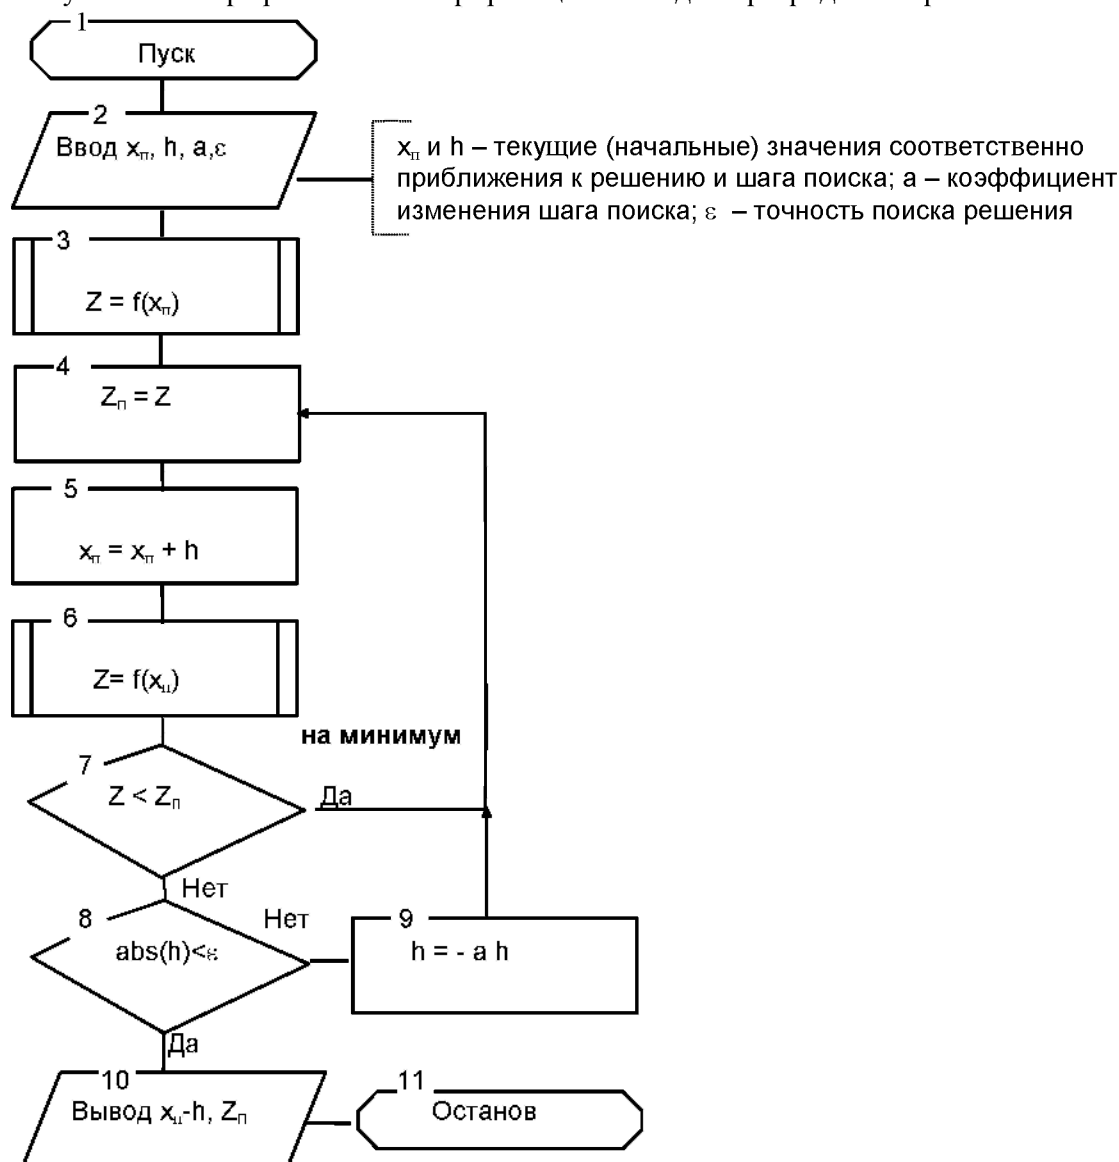 1
Пуск
2
Ввод xп, h, a,ε
xп и h – текущие (начальные) значения соответственно
приближения к решению и шага поиска; a – коэффициент
изменения шага поиска; ε – точность поиска решения
3
Z = f(xп)
4
Zп = Z
5
xп = xп + h
6
Z= f(xп)
на минимум
7
Z < Zп
Да
Нет
8
Нет
abs(h)<ε
9
h = - a h
Да
10
Вывод xп-h, Zп
11
Останов